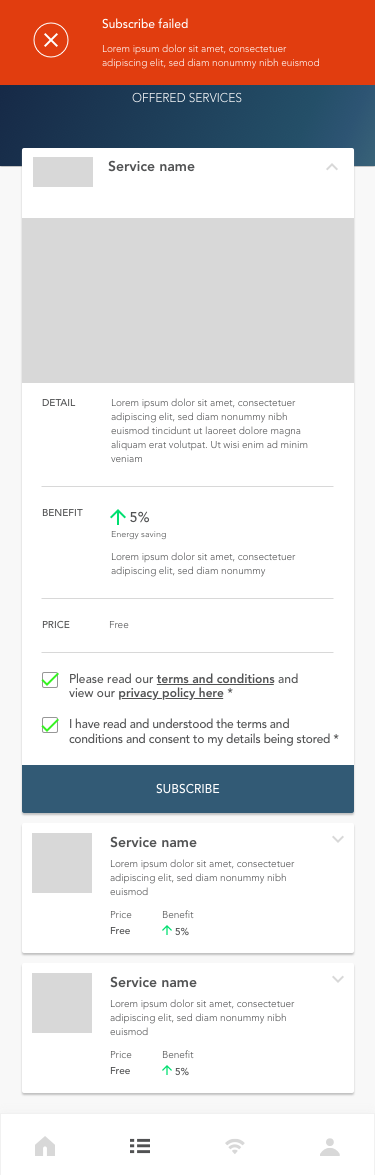 Subscribe failed
Lorem ipsum dolor sit amet, consectetuer
adipiscing elit, sed diam nonummy nibh euismod
OFFERED SERVICES
Service name
DETAIL
Lorem ipsum dolor sit amet, consectetuer
adipiscing elit, sed diam nonummy nibh
euismod tincidunt ut laoreet dolore magna
aliquam erat volutpat. Ut wisi enim ad minim
veniam
BENEFIT
5%
Energy saving
Lorem ipsum dolor sit amet, consectetuer
adipiscing elit, sed diam nonummy
PRICE
Free
Please read our terms and conditions and
view our privacy policy here *
I have read and understood the terms and
conditions and consent to my details being stored *
SUBSCRIBE
Service name
Lorem ipsum dolor sit amet, consectetuer
adipiscing elit, sed diam nonummy nibh
euismod
Price Benefit
Free 5%
Service name
Lorem ipsum dolor sit amet, consectetuer
adipiscing elit, sed diam nonummy nibh
euismod
Price Benefit
Free 5%